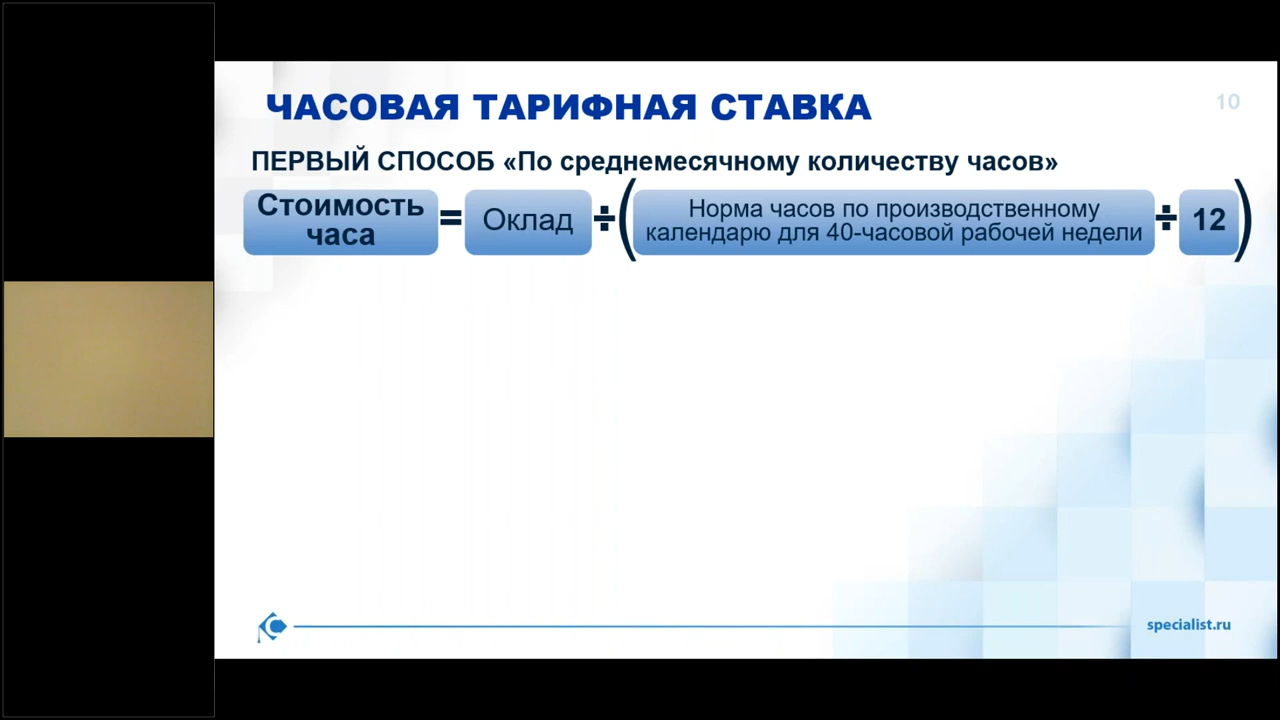 ЧАСОВАЯ ТАРИФНАЯ СТАВКА
10
ПЕРВЫЙ СПОСОБ «По среднемесячному количеству часов»
Стоимость
часа
=
Оклад
÷
(
Норма часов по производственному
календарю для 40-часовой рабочей недели
÷
12
)
specialist.ru